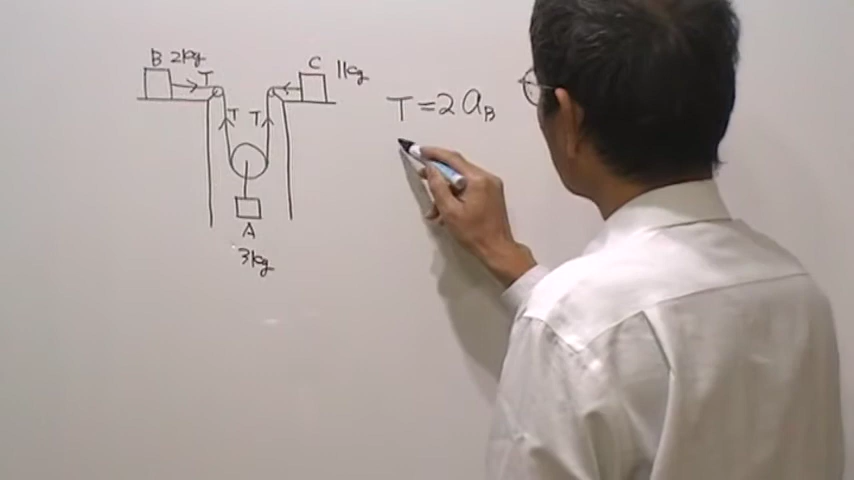 B 2kg
C 1kg
T
T T
A
3kg
T = 2 a_B